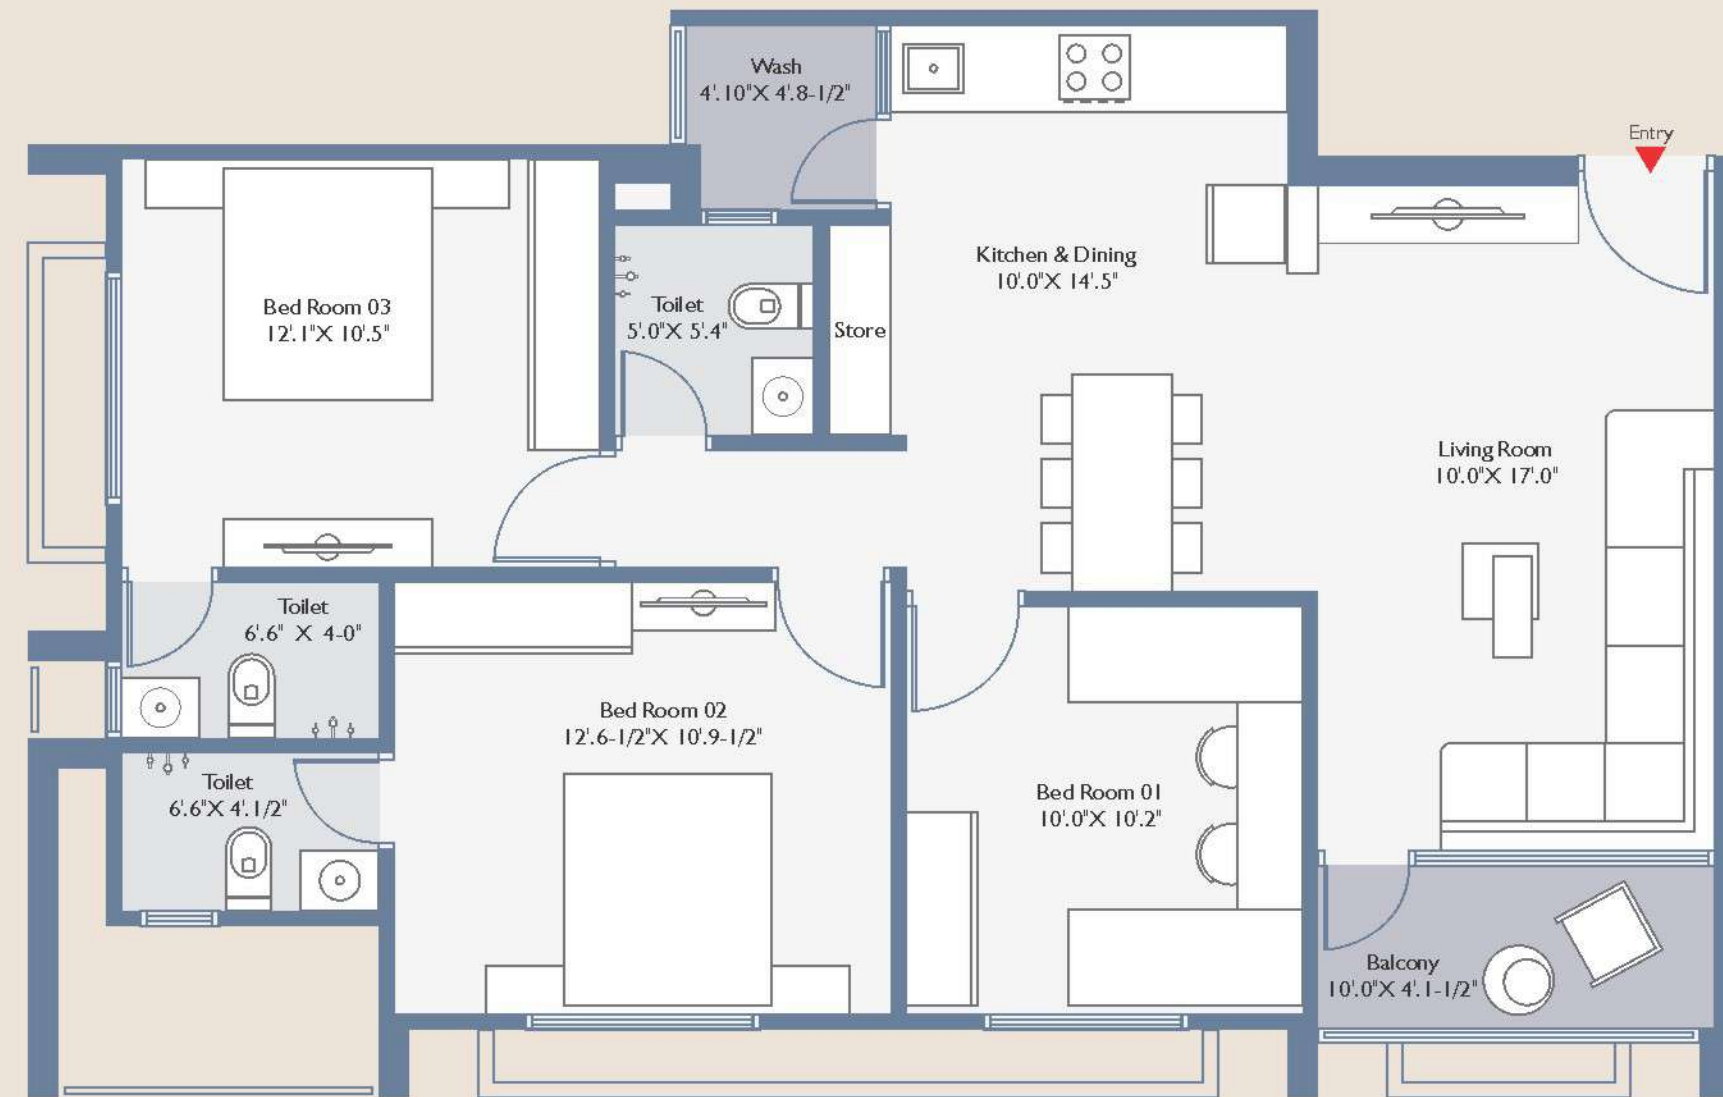 Wash
4'.10"X 4'.8-1/2"
Entry
Kitchen & Dining
10'.0"X 14'.5"
Bed Room 03
12'.1"X 10'.5"
Toilet
5'.0"X 5'.4"
Store
Living Room
10'.0"X 17'.0"
Toilet
6'.6" X 4-0"
Bed Room 02
12'.6-1/2"X 10'.9-1/2"
Toilet
6'.6"X 4'.1/2"
Bed Room 01
10'.0"X 10'.2"
Balcony
10'.0"X 4'.1-1/2"